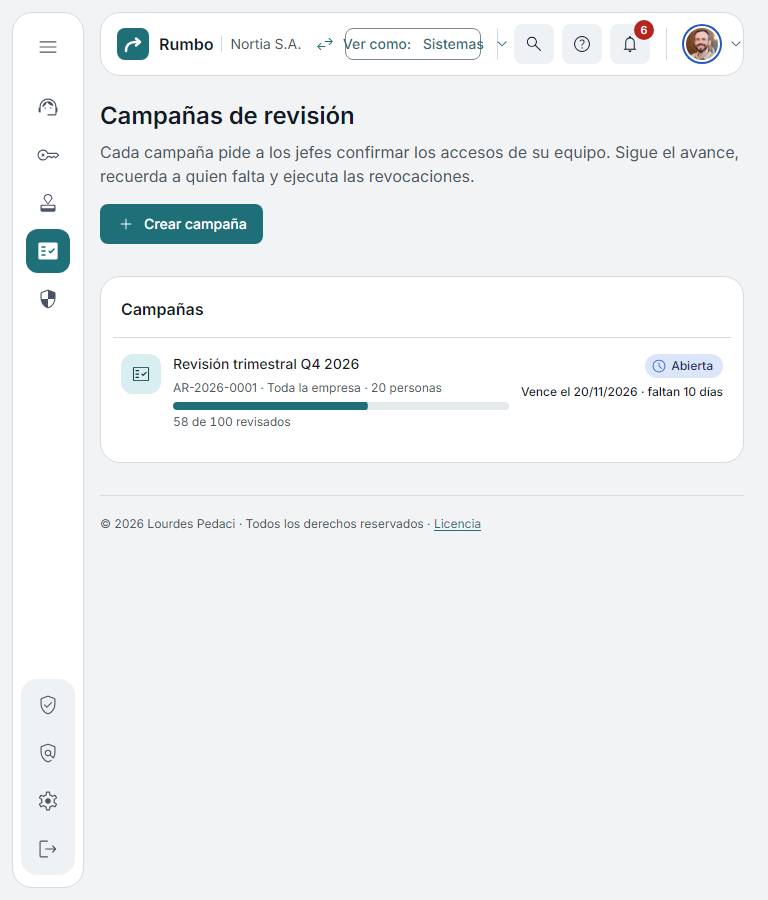 Rumbo
Nortia S.A.
Ver como: Sistemas
6
Campañas de revisión
Cada campaña pide a los jefes confirmar los accesos de su equipo. Sigue el avance,
recuerda a quien falta y ejecuta las revocaciones.
Crear campaña
Campañas
Revisión trimestral Q4 2026
Abierta
AR-2026-0001 · Toda la empresa · 20 personas
Vence el 20/11/2026 · faltan 10 días
58 de 100 revisados
© 2026 Lourdes Pedaci · Todos los derechos reservados · Licencia